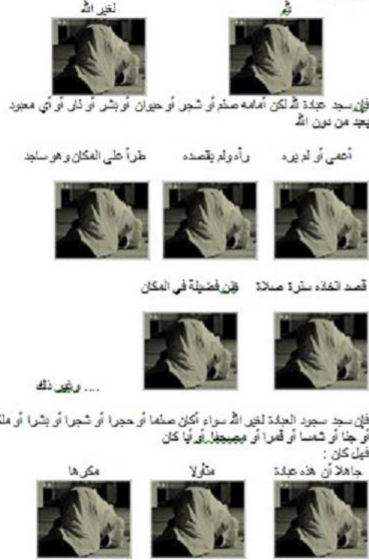 لله	لغير الله
فإن سجد عبادة لله لكن أمامه صنم أو شجر أو حيوان أو بشر أو نار أو أي معبود
يعبد من دون الله
أعمى أو لم يره	رآه ولم يقصده	طرأ على المكان وهو ساجد
قصد اتخاذه سترة صلاة	ظن فضيلة في المكان
.... وغير ذلك
فإن سجد سجود العبادة لغير الله سواء أكان صنما أو حجرا أو شجرا أو بشرا أو
أو جنا أو شمسا أو قمرا أو مصحفا أو أيا كان
فهل كان :
جاهلا أن هذه عبادة	متأولا	مكرها